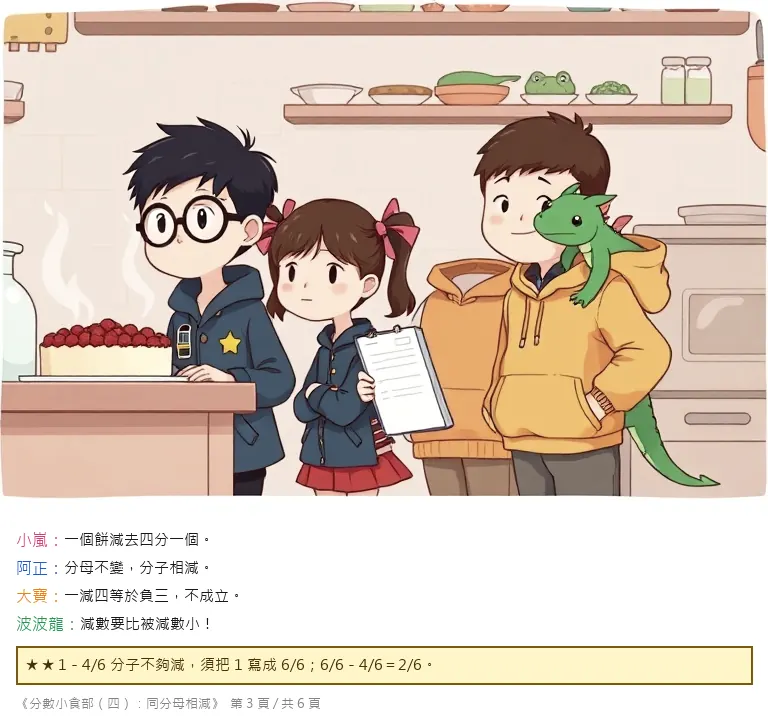 小嵐：一個餅減去四分一個。
阿正：分母不變，分子相減。
大寶：一減四等於負三，不成立。
波波龍：減數要比被減數小！
★★1 - 4/6 分子不夠減，須把 1 寫成 6/6；6/6 - 4/6＝2/6。
《分數小食部（四）：同分母相減》 第 3 頁 / 共 6 頁